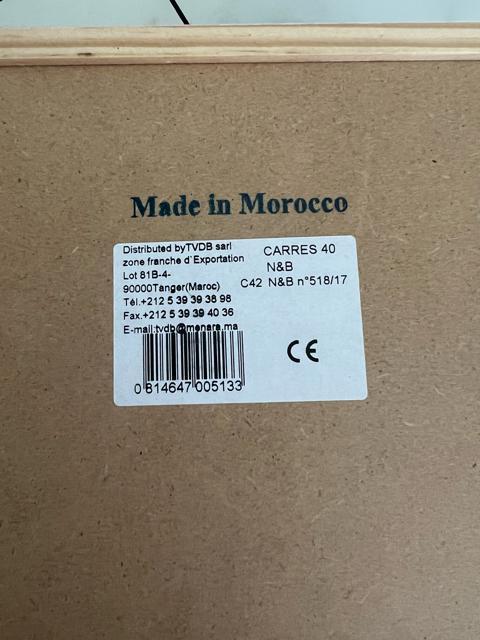 Made in Morocco
Distributed byTVDB sarl
zone franche d'Exportation
Lot 81B-4-
90000Tanger(Maroc)
Tél.+212 5 39 39 38 98
Fax.+212 5 39 39 40 36
E-mail:tvdb@menara.ma
CARRES 40
N&B
C42 N&B n°518/17
CE
0 814647 005133